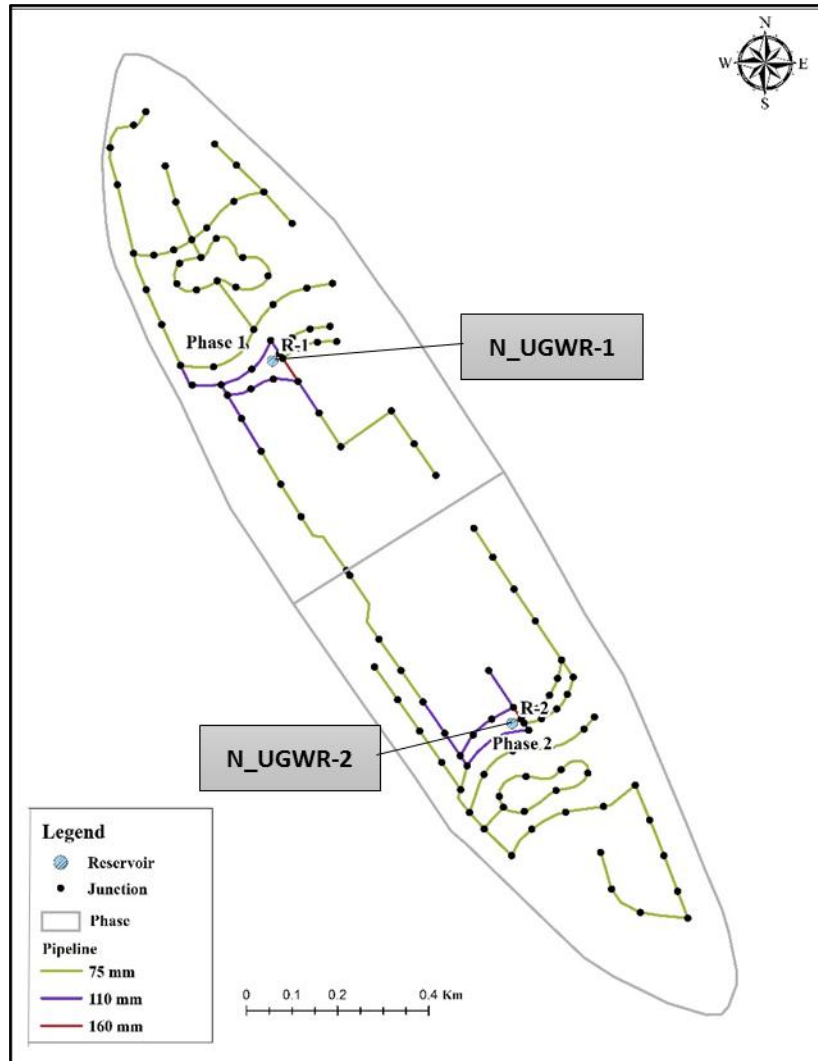 N
W E
S
Phase 1
R-1
N_UGWR-1
R-2
Phase 2
N_UGWR-2
Legend
Reservoir
Junction
Phase
Pipeline
75 mm
110 mm
160 mm
0 0.1 0.2 0.4 Km